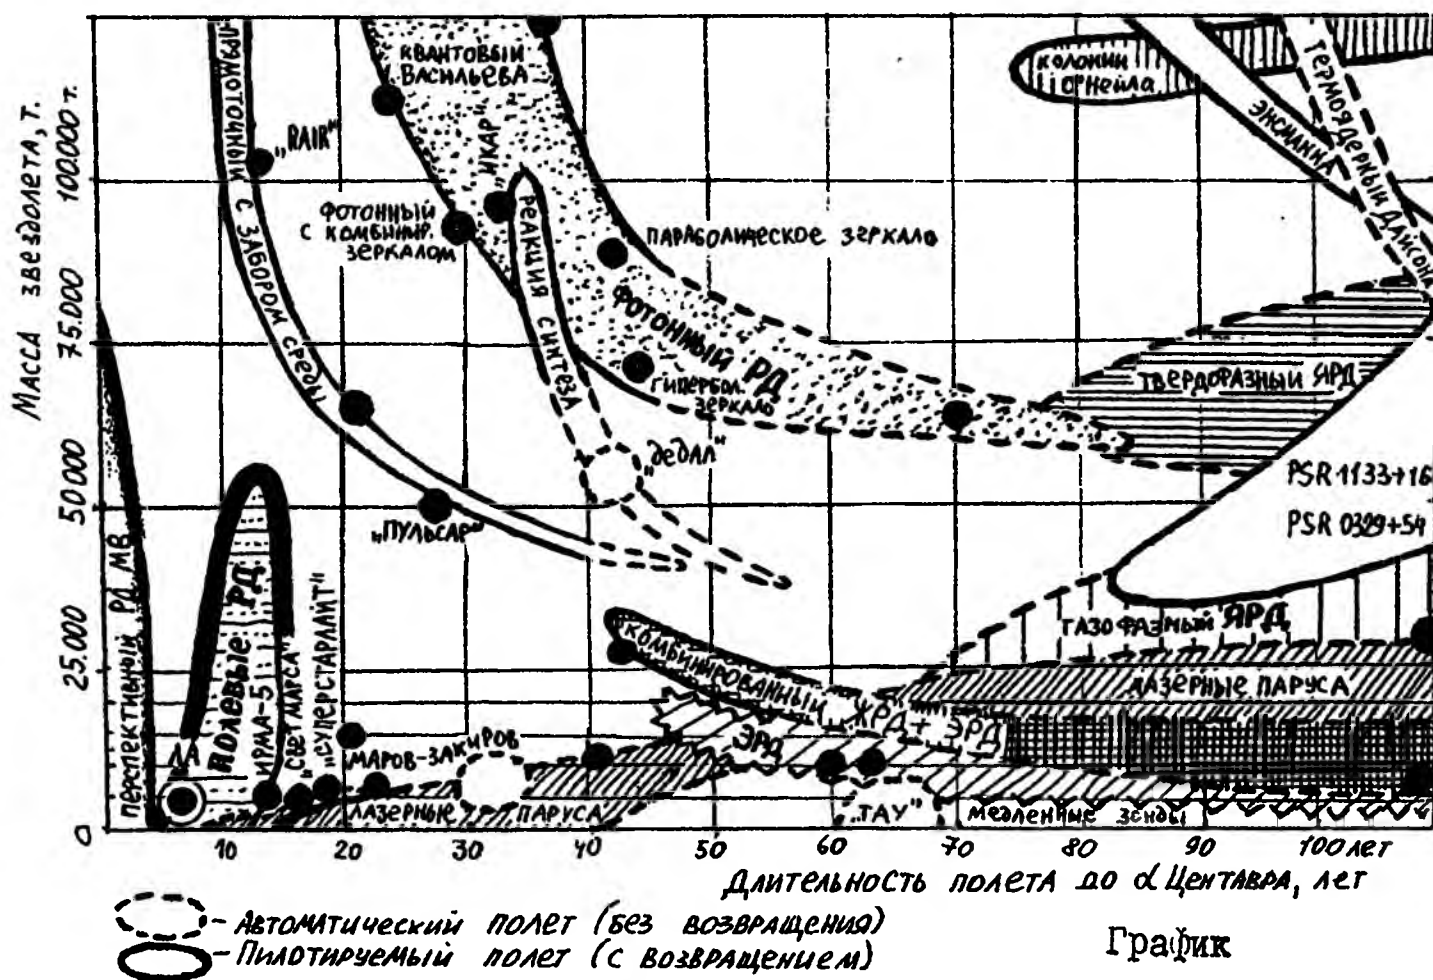 Масса звездолета, т.
100.000 т.
75.000
50 000
25.000
0
прямоточный
с забором среды
„RAIR"
квантовый
Васильева
„Икар"
фотонный
с комбинир.
зеркалом
реакция синтеза
параболическое зеркало
фотонный РД
гипербол.
зеркало
„Дедал"
„Пульсар"
колонии
О'Нейла
Энсманна
термоядерный Дайсона
твердофазный ЯРД
PSR 1133+16
PSR 0329+54
газофазный ЯРД
лазерные паруса
перспективный РД МВ
полевые РД
ИРМА-5
„Свет Марса"
„Суперстарлайт"
Маров-Закиров
лазерные паруса
комбинированный ЖРД + ЭРД
ЭРД
„ТАУ"
медленные зонды
10 20 30 40 50 60 70 80 90 100 лет
Длительность полета до α Центавра, лет
- Автоматический полет (без возвращения)
- Пилотируемый полет (с возвращением)
График